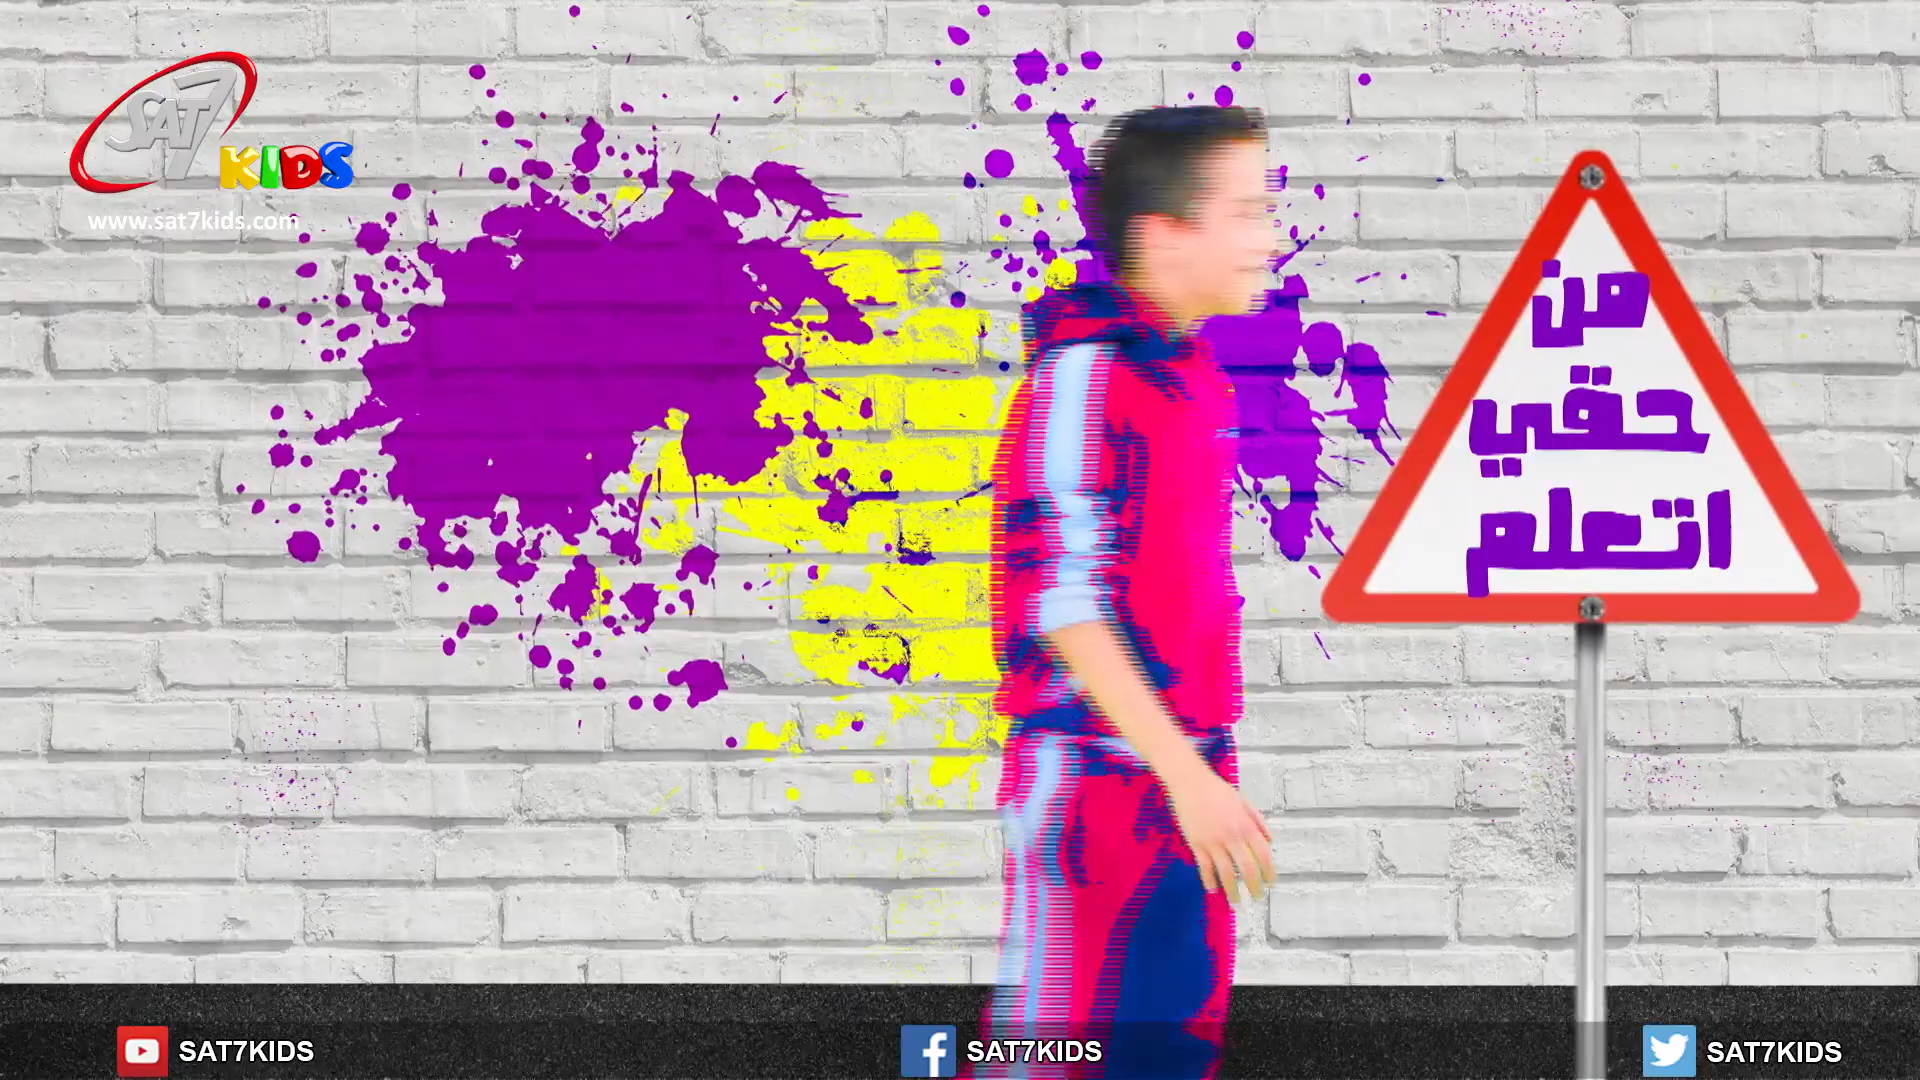 SAT7
KIDS
www.sat7kids.com
من
حقي
اتعلم
SAT7KIDS
SAT7KIDS
SAT7KIDS